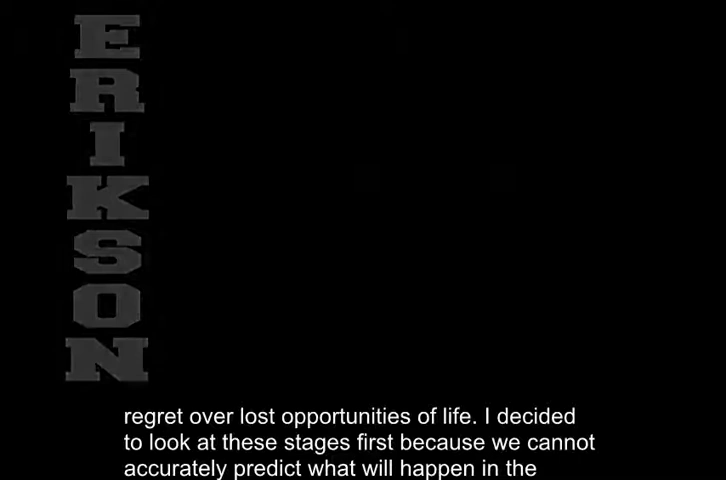 ERIKSON
regret over lost opportunities of life. I decided
to look at these stages first because we cannot
accurately predict what will happen in the